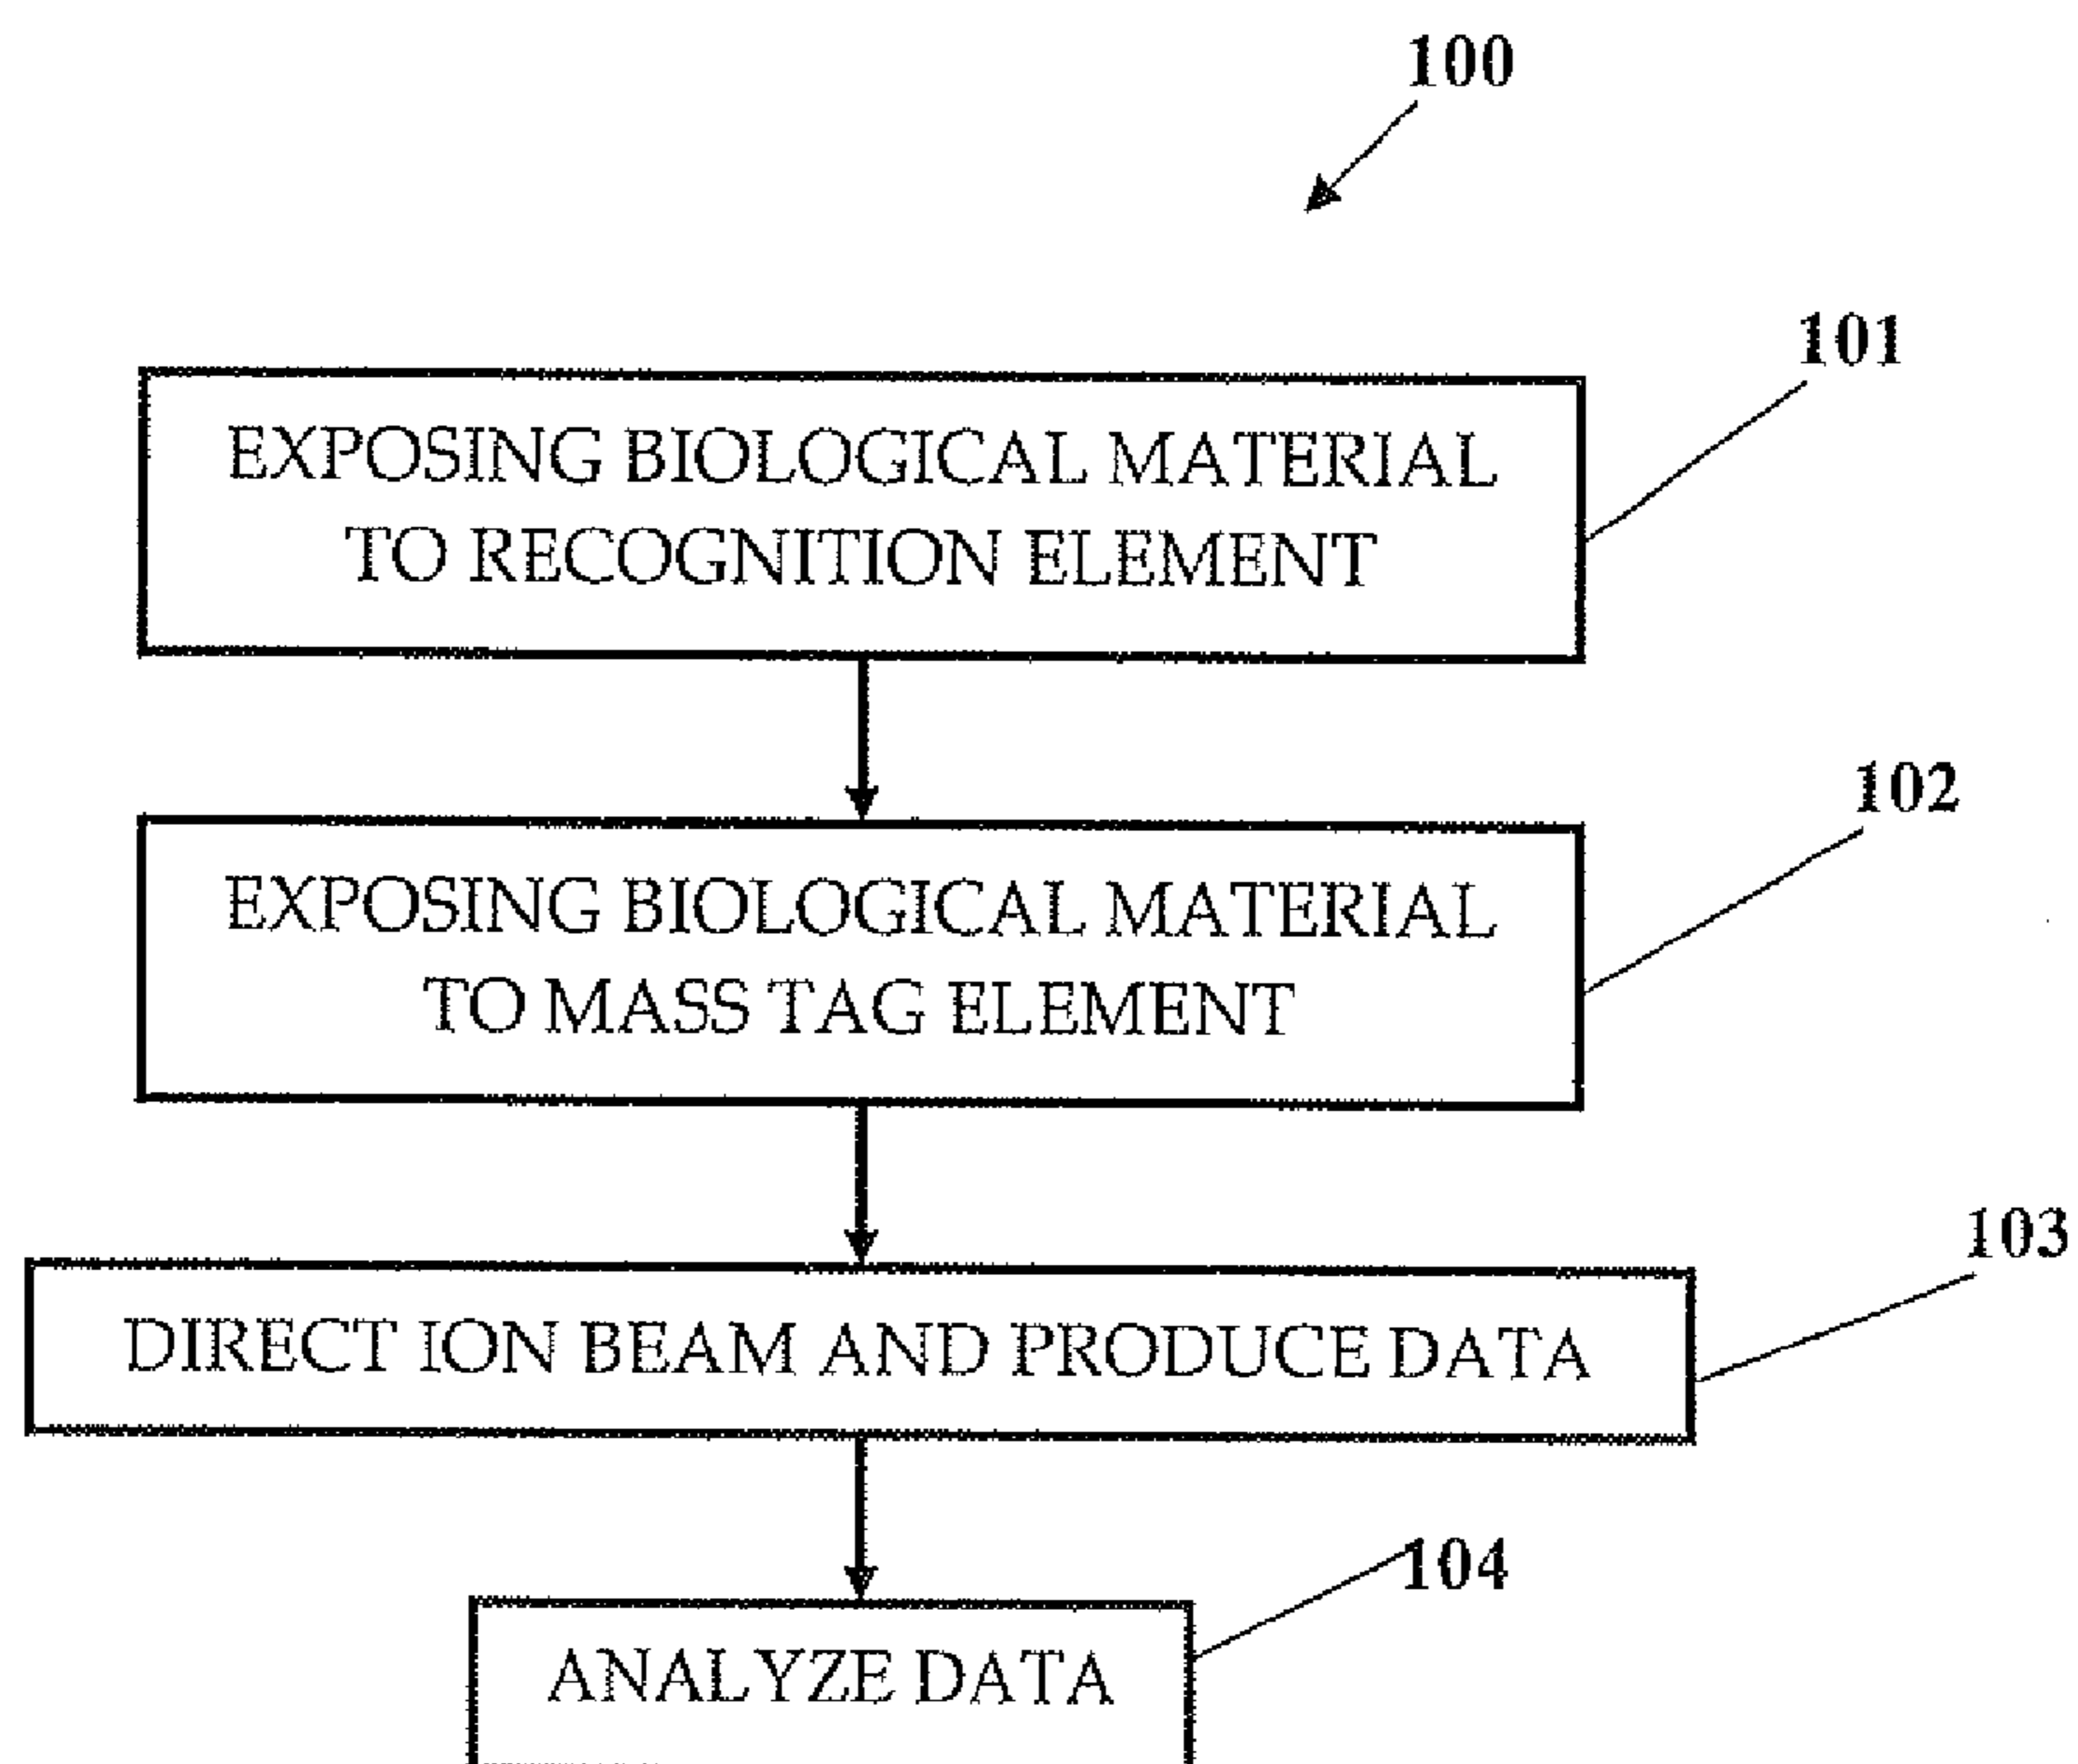 100
101
EXPOSING BIOLOGICAL MATERIAL
TO RECOGNITION ELEMENT
102
EXPOSING BIOLOGICAL MATERIAL
TO MASS TAG ELEMENT
103
DIRECT ION BEAM AND PRODUCE DATA
104
ANALYZE DATA